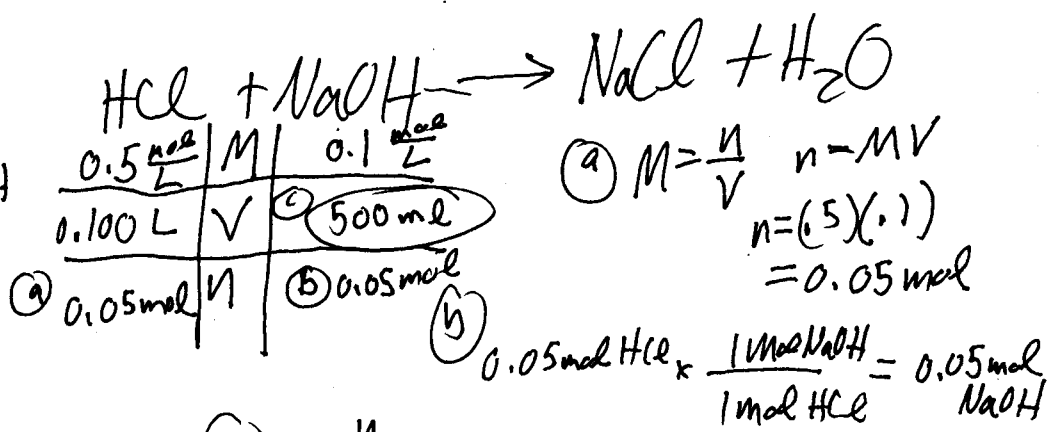 HCl + NaOH → NaCl + H₂O
0.5 mol/L | M | 0.1 mol/L
0.100 L | V | ⓒ 500 ml
ⓐ 0.05 mol | n | ⓑ 0.05 mol
ⓐ M = n/V n = MV
n = (.5)(.1)
= 0.05 mol
ⓑ 0.05 mol HCl × 1 mol NaOH / 1 mol HCl = 0.05 mol NaOH